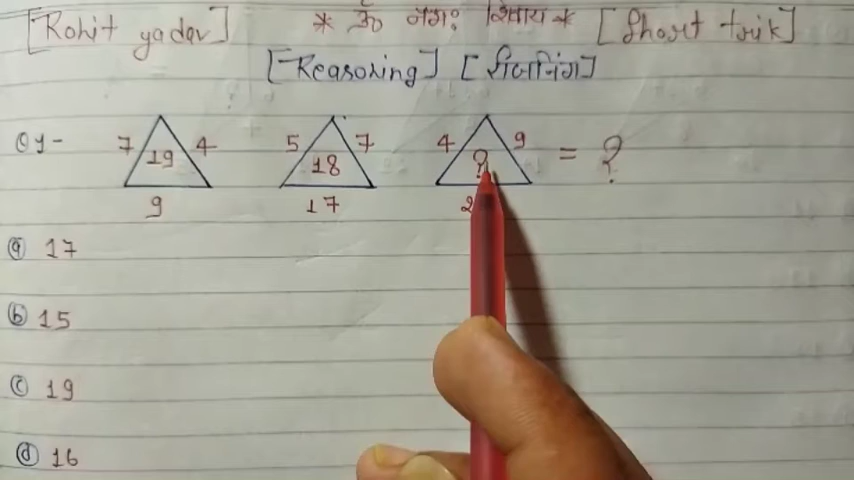 [Rohit yadav] * ॐ नमः शिवाय * [Short trik]
[Reasoning] [रीजनिंग]
Q1- 7 19 4 5 18 7 4 ? 9 = ?
9 17 2
(a) 17
(b) 15
(c) 19
(d) 16